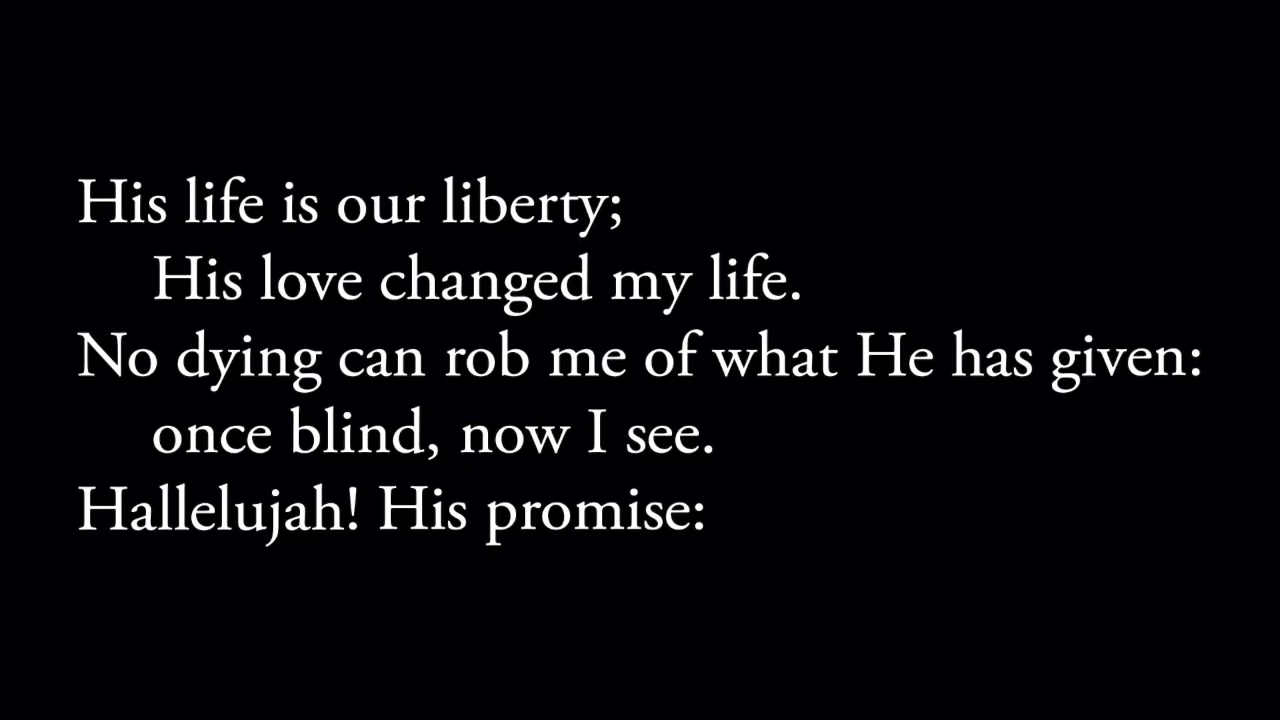 His life is our liberty;
His love changed my life.
No dying can rob me of what He has given:
once blind, now I see.
Hallelujah! His promise: